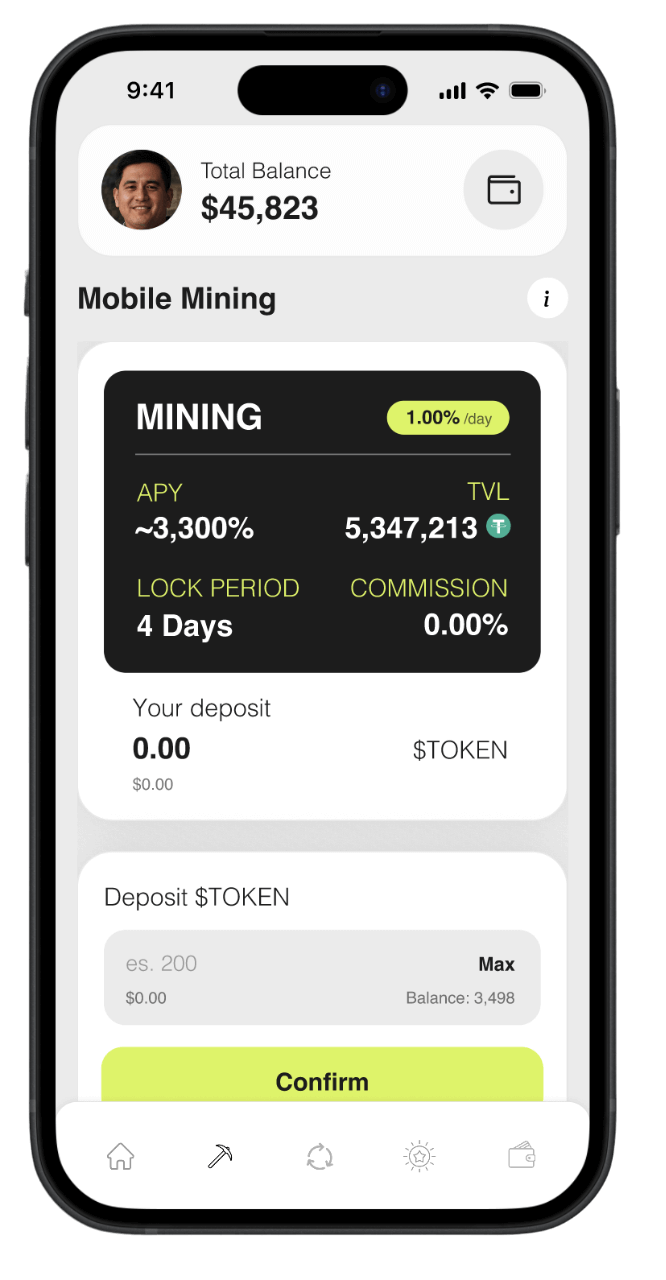 9:41
Total Balance
$45,823
Mobile Mining
i
MINING 1.00% /day
APY TVL
~3,300% 5,347,213
LOCK PERIOD COMMISSION
4 Days 0.00%
Your deposit
0.00 $TOKEN
$0.00
Deposit $TOKEN
es. 200 Max
$0.00 Balance: 3,498
Confirm